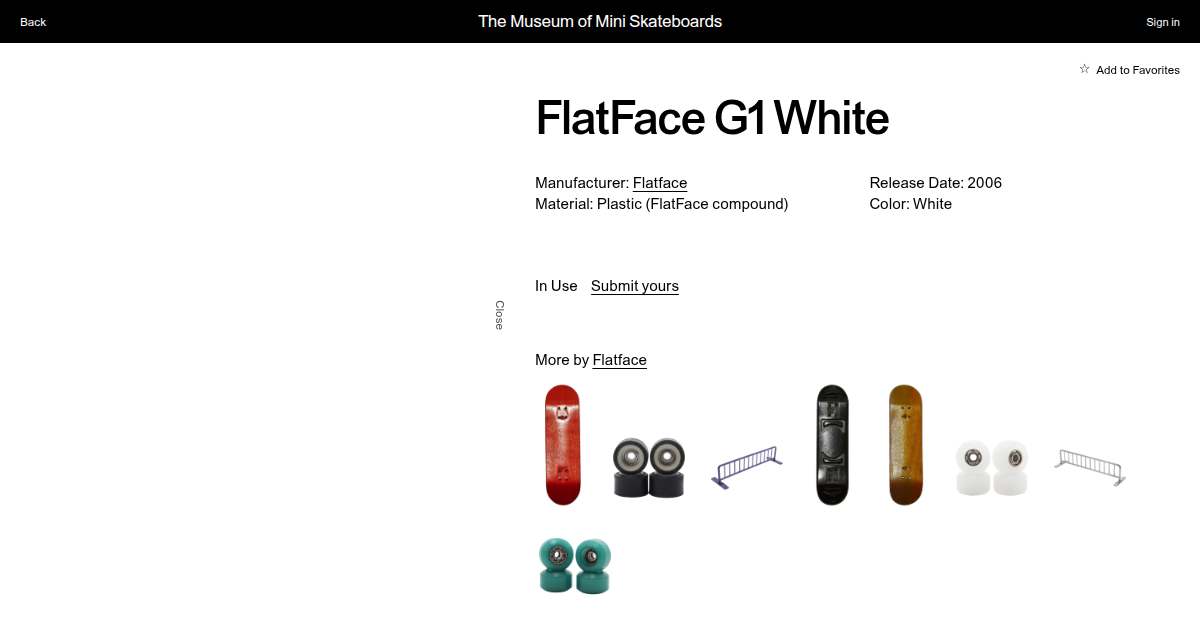 Back
The Museum of Mini Skateboards
Sign in
☆ Add to Favorites
FlatFace G1 White
Manufacturer: Flatface
Material: Plastic (FlatFace compound)
Release Date: 2006
Color: White
In Use Submit yours
Close
More by Flatface